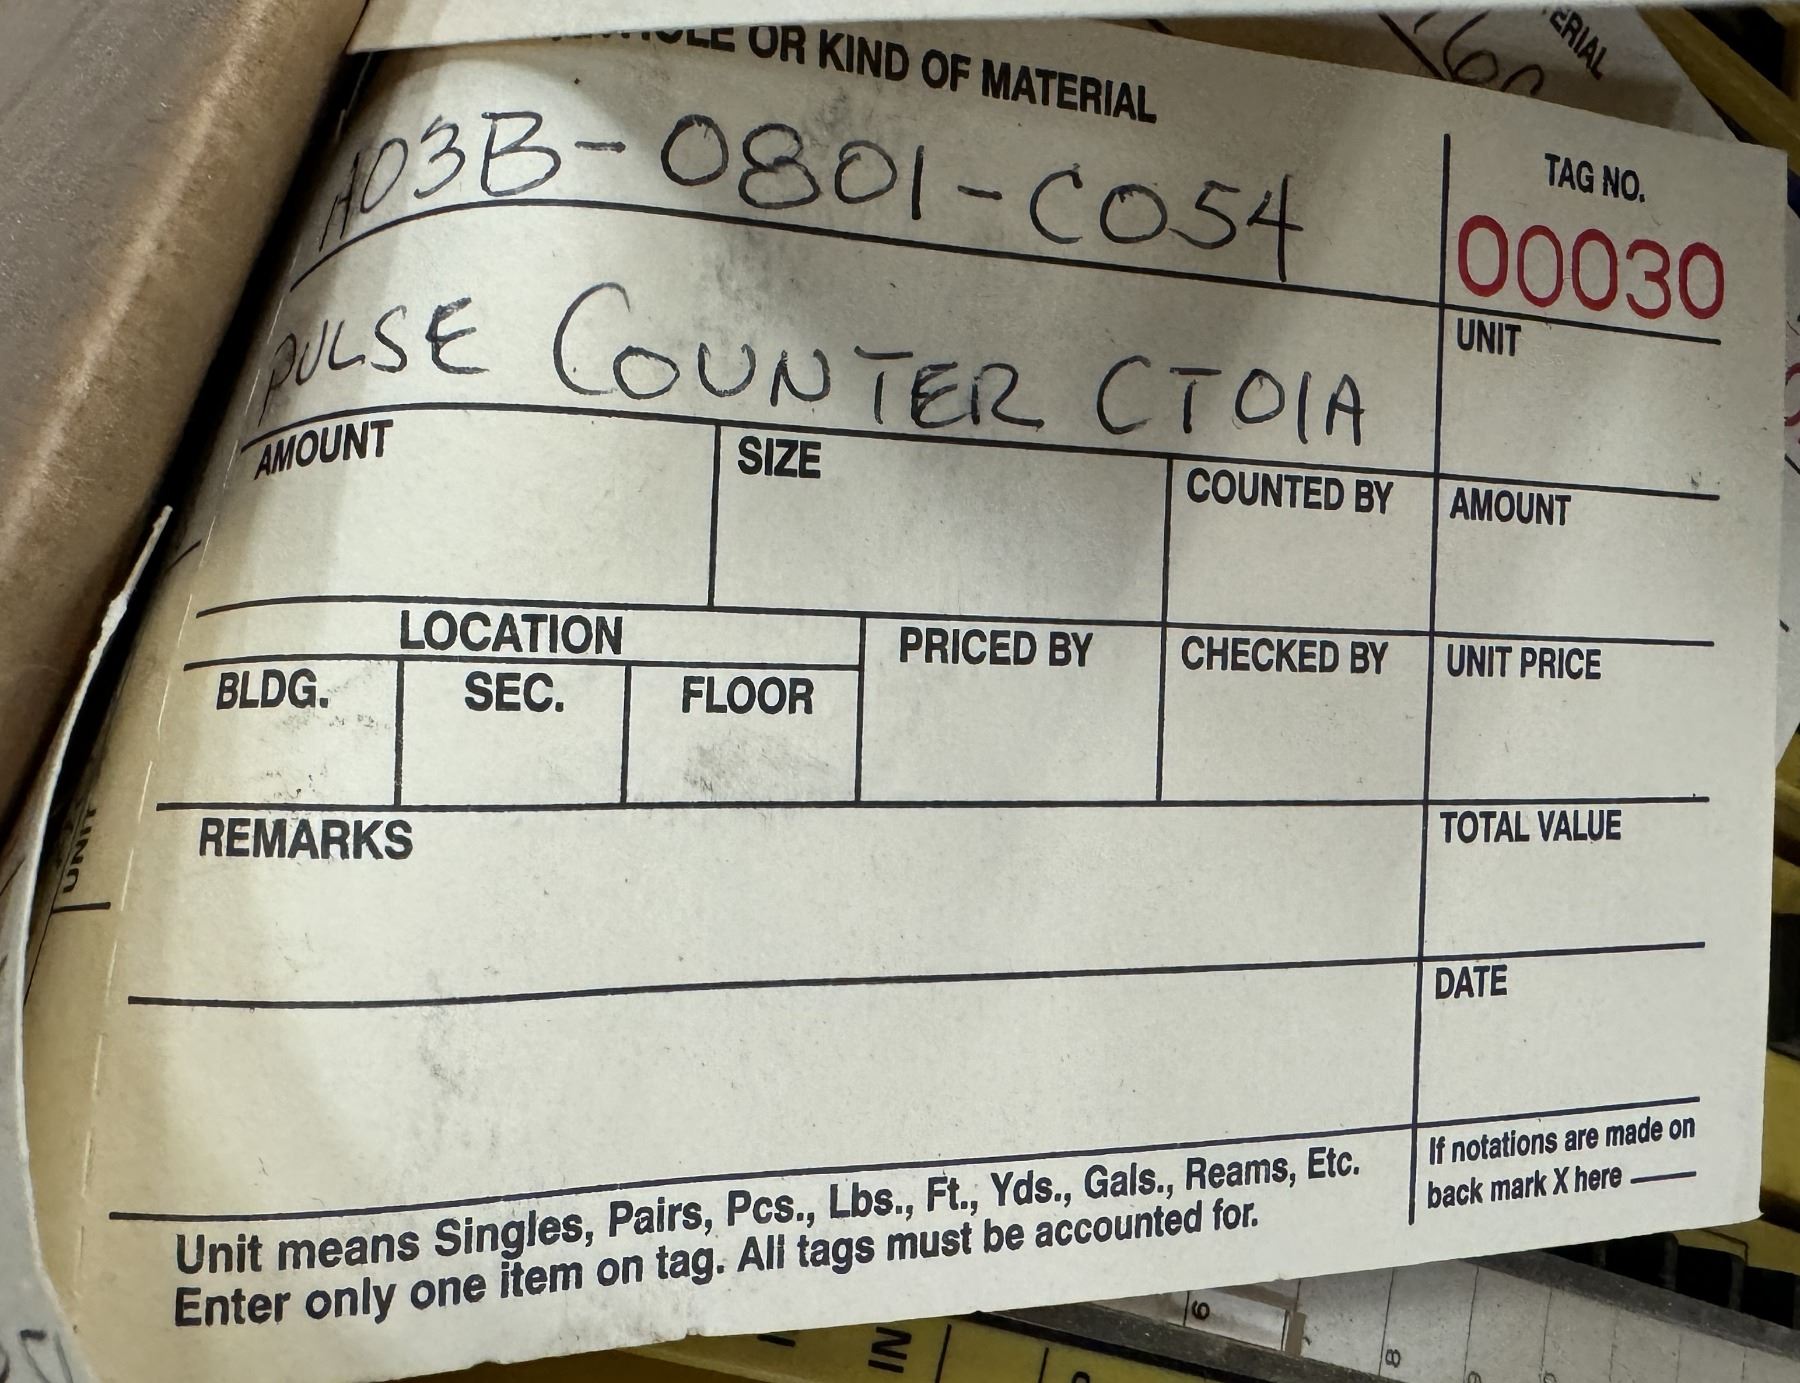 OR KIND OF MATERIAL
A03B-0801-C054
TAG NO.
00030
PULSE COUNTER CT01A
UNIT
AMOUNT
SIZE
COUNTED BY
AMOUNT
LOCATION
PRICED BY
CHECKED BY
UNIT PRICE
BLDG.
SEC.
FLOOR
REMARKS
TOTAL VALUE
DATE
If notations are made on
back mark X here
Unit means Singles, Pairs, Pcs., Lbs., Ft., Yds., Gals., Reams, Etc.
Enter only one item on tag. All tags must be accounted for.
UNIT